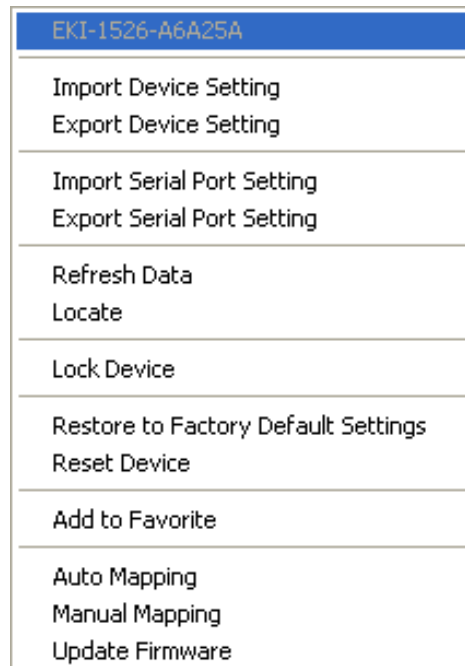 EKI-1526-A6A25A
Import Device Setting
Export Device Setting
Import Serial Port Setting
Export Serial Port Setting
Refresh Data
Locate
Lock Device
Restore to Factory Default Settings
Reset Device
Add to Favorite
Auto Mapping
Manual Mapping
Update Firmware